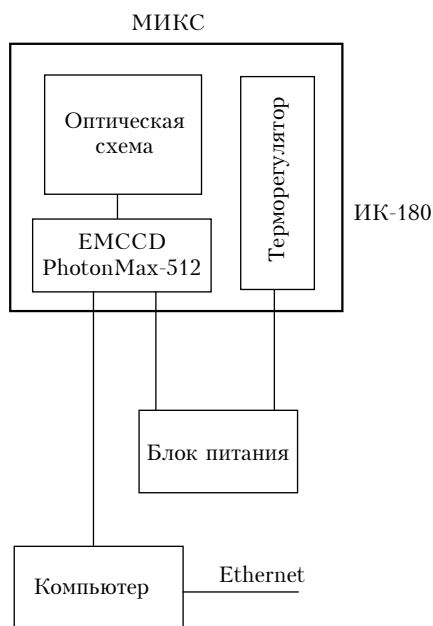 МИКС
Оптическая
схема
Терморегулятор
ИК-180
EMCCD
PhotonMax-512
Блок питания
Компьютер
Ethernet